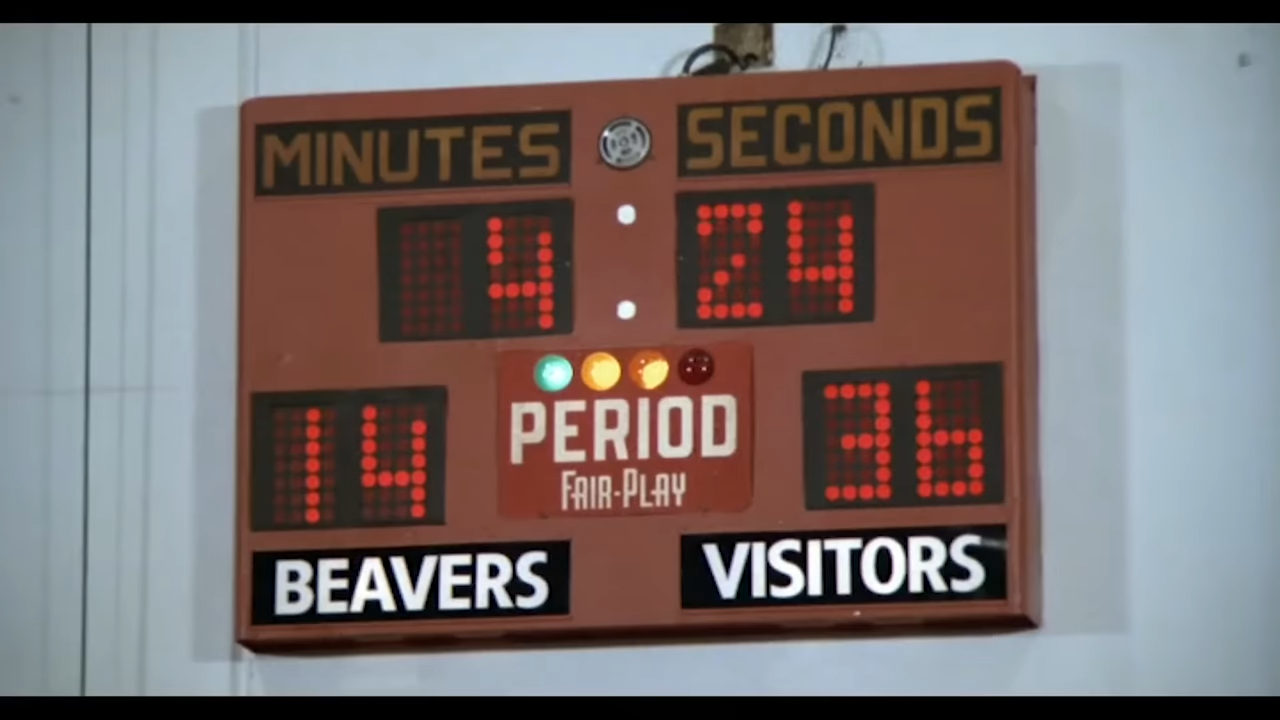 MINUTES SECONDS
4 : 24
14 36
PERIOD
FAIR-PLAY
BEAVERS VISITORS